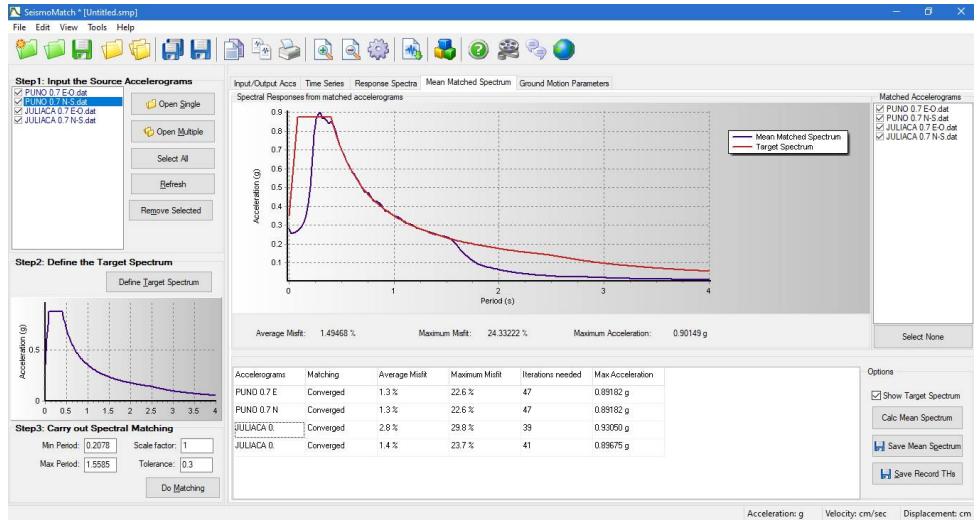 SeismoMatch * [Untitled.smp]
File Edit View Tools Help
Step1: Input the Source Accelerograms
PUNO 0.7 E-O.dat
PUNO 0.7 N-S.dat
JULIACA 0.7 E-O.dat
JULIACA 0.7 N-S.dat
Open Single
Open Multiple
Select All
Refresh
Remove Selected
Step2: Define the Target Spectrum
Define Target Spectrum
Acceleration (g)
0.5
0
0 0.5 1 1.5 2 2.5 3 3.5 4
Step3: Carry out Spectral Matching
Min Period: 0.2078 Scale factor: 1
Max Period: 1.5585 Tolerance: 0.3
Do Matching
Input/Output Accs Time Series Response Spectra Mean Matched Spectrum Ground Motion Parameters
Spectral Responses from matched accelerograms
Acceleration (g)
0.9
0.8
0.7
0.6
0.5
0.4
0.3
0.2
0.1
0 1 2 3 4
Period (s)
Mean Matched Spectrum
Target Spectrum
Average Misfit: 1.49468 % Maximum Misfit: 24.33222 % Maximum Acceleration: 0.90149 g
Accelerograms Matching Average Misfit Maximum Misfit Iterations needed Max Acceleration
PUNO 0.7 E Converged 1.3 % 22.6 % 47 0.89182 g
PUNO 0.7 N Converged 1.3 % 22.6 % 47 0.89182 g
JULIACA 0. Converged 2.8 % 29.8 % 39 0.93050 g
JULIACA 0. Converged 1.4 % 23.7 % 41 0.89675 g
Matched Accelerograms
PUNO 0.7 E-O.dat
PUNO 0.7 N-S.dat
JULIACA 0.7 E-O.dat
JULIACA 0.7 N-S.dat
Select None
Options
Show Target Spectrum
Calc Mean Spectrum
Save Mean Spectrum
Save Record THs
Acceleration: g Velocity: cm/sec Displacement: cm